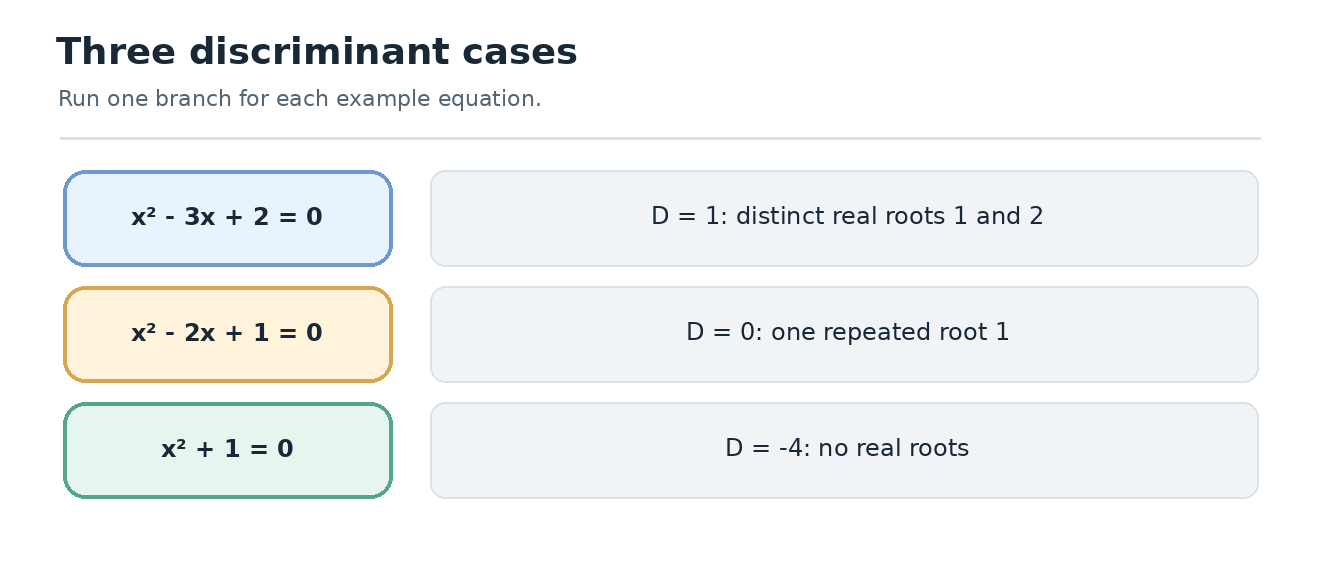 Three discriminant cases
Run one branch for each example equation.
x² - 3x + 2 = 0
D = 1: distinct real roots 1 and 2
x² - 2x + 1 = 0
D = 0: one repeated root 1
x² + 1 = 0
D = -4: no real roots